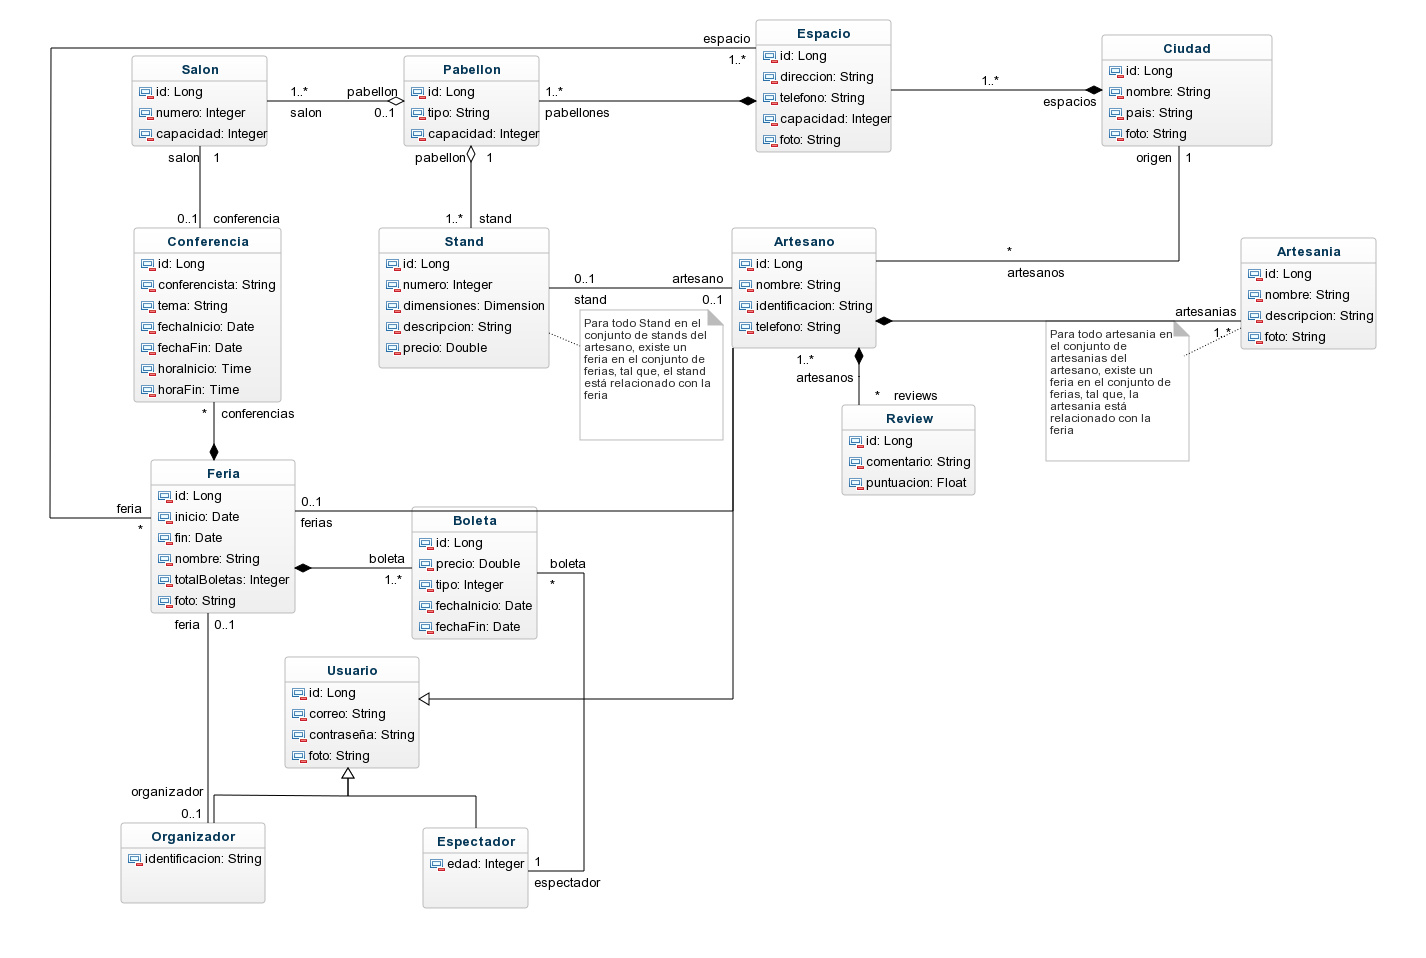 espacio
1..*
Espacio
id: Long
direccion: String
telefono: String
capacidad: Integer
foto: String
1..*
espacios
Ciudad
id: Long
nombre: String
pais: String
foto: String
origen
1
Salon
id: Long
numero: Integer
capacidad: Integer
1..*
salon
pabellon
0..1
Pabellon
id: Long
tipo: String
capacidad: Integer
1..*
pabellones
salon
1
0..1
conferencia
pabellon
1
1..*
stand
Conferencia
id: Long
conferencista: String
tema: String
fechaInicio: Date
fechaFin: Date
horaInicio: Time
horaFin: Time
*
conferencias
Stand
id: Long
numero: Integer
dimensiones: Dimension
descripcion: String
precio: Double
0..1
stand
artesano
0..1
Para todo Stand en el
conjunto de stands del
artesano, existe un
feria en el conjunto de
ferias, tal que, el stand
está relacionado con la
feria
Artesano
id: Long
nombre: String
identificacion: String
telefono: String
*
artesanos
artesanias
1..*
Artesania
id: Long
nombre: String
descripcion: String
foto: String
Para todo artesania en
el conjunto de
artesanias del
artesano, existe un
feria en el conjunto de
ferias, tal que, la
artesania está
relacionado con la
feria
1..*
artesanos
*
reviews
Review
id: Long
comentario: String
puntuacion: Float
feria
*
Feria
id: Long
inicio: Date
fin: Date
nombre: String
totalBoletas: Integer
foto: String
0..1
ferias
boleta
1..*
Boleta
id: Long
precio: Double
tipo: Integer
fechaInicio: Date
fechaFin: Date
boleta
*
feria
0..1
Usuario
id: Long
correo: String
contraseña: String
foto: String
organizador
0..1
Organizador
identificacion: String
Espectador
edad: Integer
1
espectador